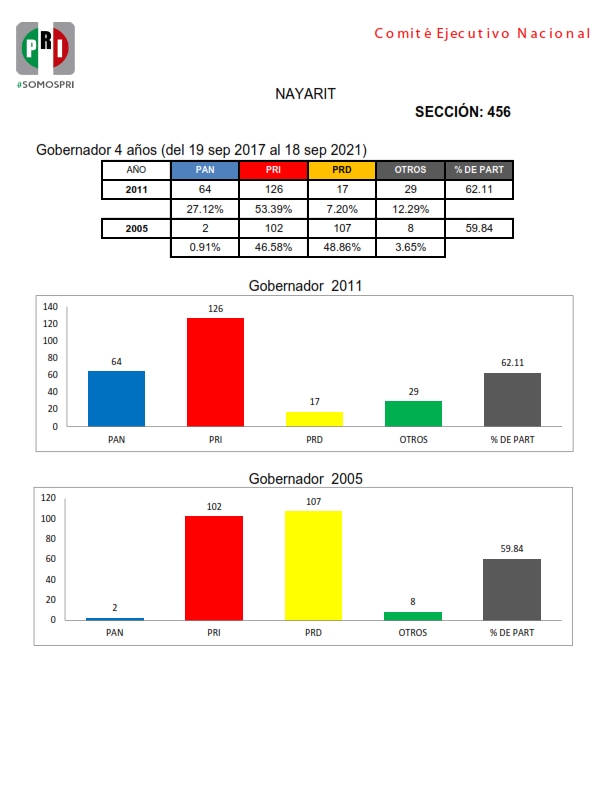 Comité Ejecutivo Nacional
PRI
#SOMOSPRI
NAYARIT
SECCIÓN: 456
Gobernador 4 años (del 19 sep 2017 al 18 sep 2021)
AÑO PAN PRI PRD OTROS % DE PART
2011 64 126 17 29 62.11
27.12% 53.39% 7.20% 12.29%
2005 2 102 107 8 59.84
0.91% 46.58% 48.86% 3.65%
Gobernador 2011
140
120
100
80
60
40
20
0
64 126 17 29 62.11
PAN PRI PRD OTROS % DE PART
Gobernador 2005
120
100
80
60
40
20
0
2 102 107 8 59.84
PAN PRI PRD OTROS % DE PART